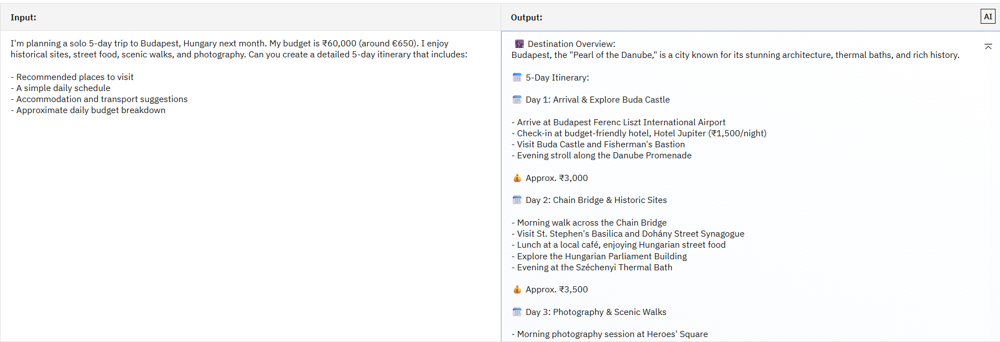 Input:
I'm planning a solo 5-day trip to Budapest, Hungary next month. My budget is ₹60,000 (around €650). I enjoy
historical sites, street food, scenic walks, and photography. Can you create a detailed 5-day itinerary that includes:
- Recommended places to visit
- A simple daily schedule
- Accommodation and transport suggestions
- Approximate daily budget breakdown
Output:
AI
Destination Overview:
Budapest, the "Pearl of the Danube," is a city known for its stunning architecture, thermal baths, and rich history.
5-Day Itinerary:
Day 1: Arrival & Explore Buda Castle
- Arrive at Budapest Ferenc Liszt International Airport
- Check-in at budget-friendly hotel, Hotel Jupiter (₹1,500/night)
- Visit Buda Castle and Fisherman's Bastion
- Evening stroll along the Danube Promenade
Approx. ₹3,000
Day 2: Chain Bridge & Historic Sites
- Morning walk across the Chain Bridge
- Visit St. Stephen's Basilica and Dohány Street Synagogue
- Lunch at a local café, enjoying Hungarian street food
- Explore the Hungarian Parliament Building
- Evening at the Széchenyi Thermal Bath
Approx. ₹3,500
Day 3: Photography & Scenic Walks
- Morning photography session at Heroes' Square